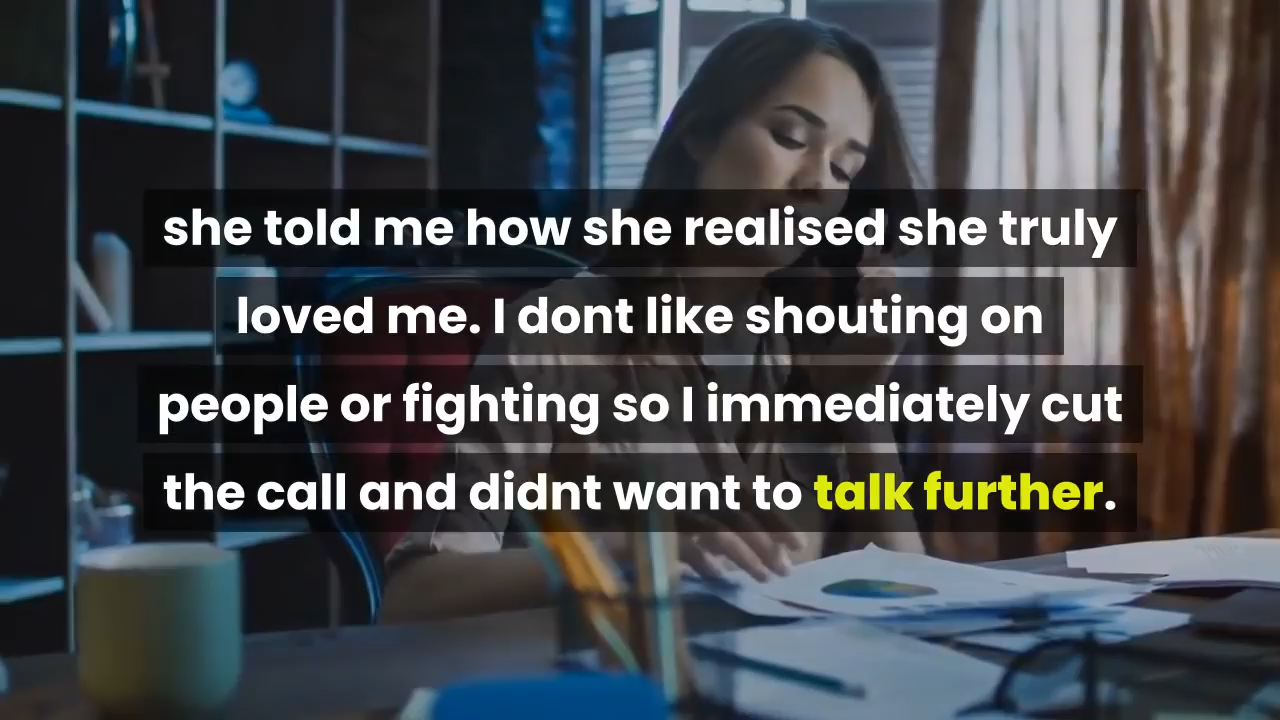 she told me how she realised she truly
loved me. I dont like shouting on
people or fighting so I immediately cut
the call and didnt want to talk further.